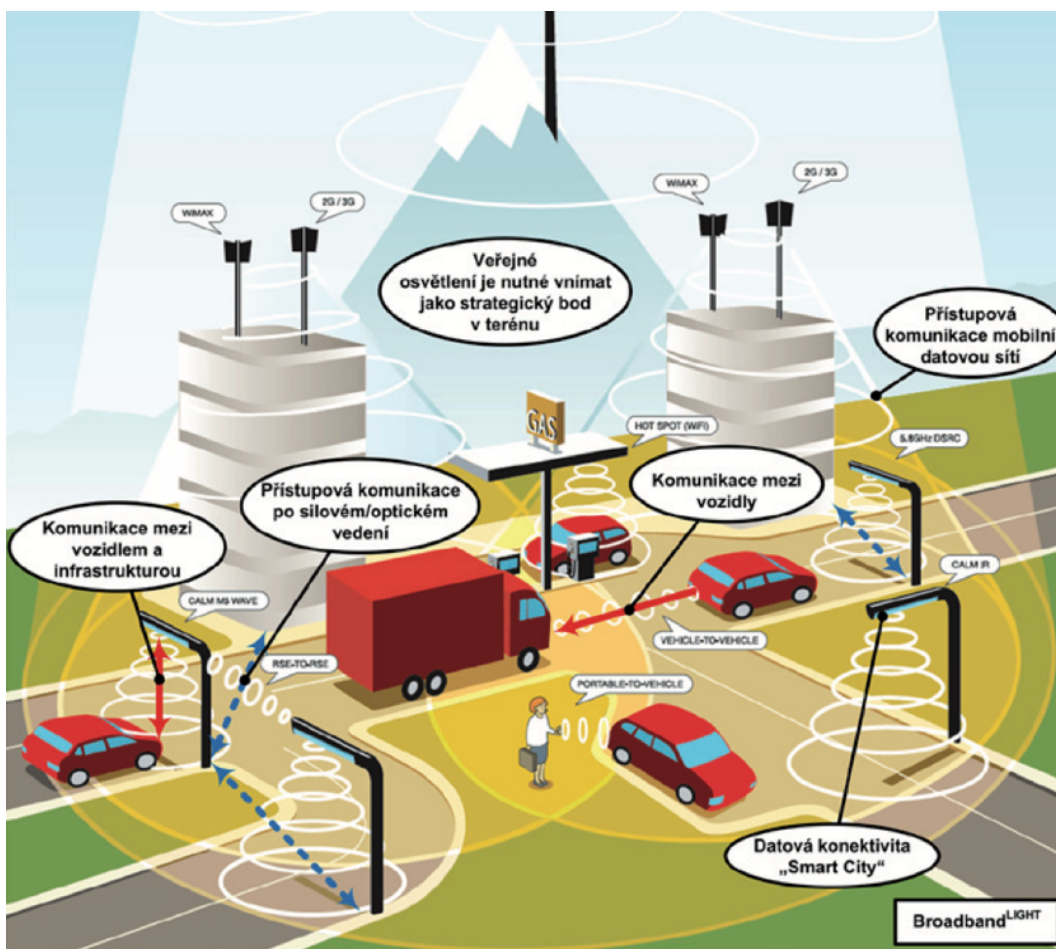 WiMAX
2G / 3G
WiMAX
2G / 3G
Veřejné
osvětlení je nutné vnímat
jako strategický bod
v terénu
Přístupová
komunikace mobilní
datovou sítí
GAS
HOT SPOT (WiFi)
5.8GHz DSRC
Komunikace mezi
vozidlem a
infrastrukturou
Přístupová komunikace
po silovém/optickém
vedení
Komunikace mezi
vozidly
CALM M5 WAVE
CALM IR
VEHICLE-TO-VEHICLE
RSE-TO-RSE
PORTABLE-TO-VEHICLE
Datová konektivita
„Smart City“
BroadbandLIGHT